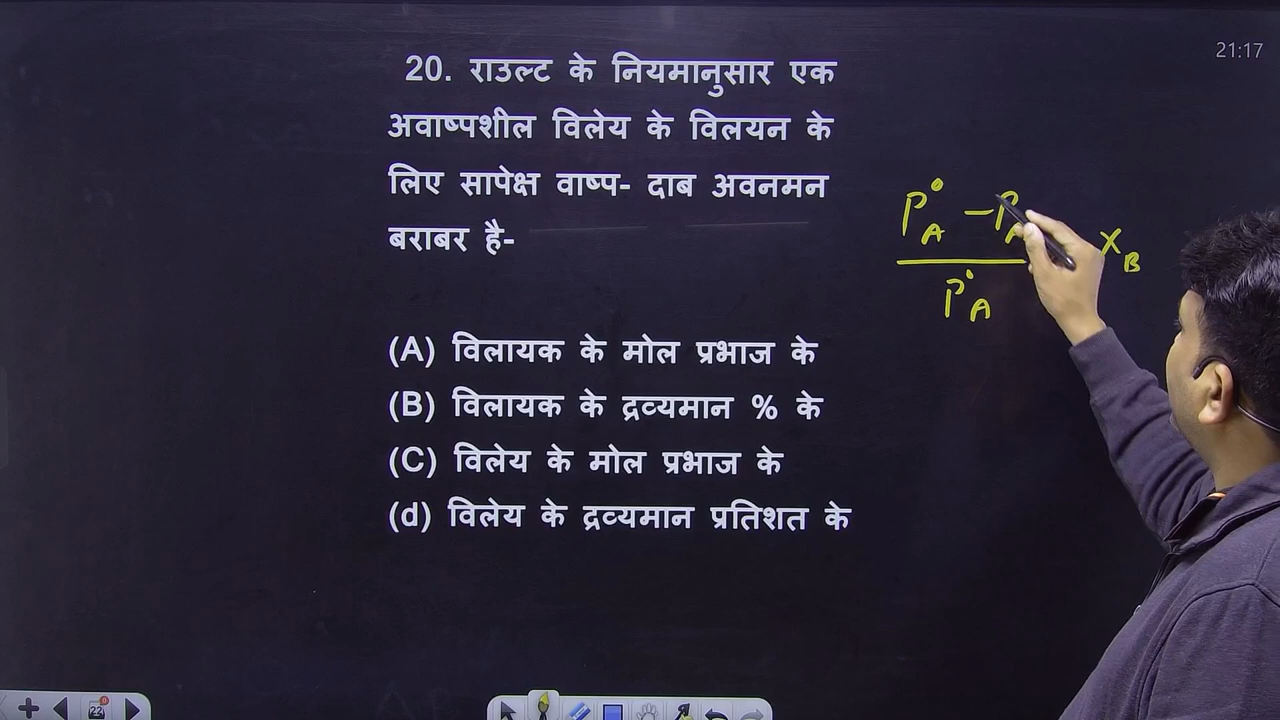 21:17
20. राउल्ट के नियमानुसार एक
अवाष्पशील विलेय के विलयन के
लिए सापेक्ष वाष्प- दाब अवनमन
बराबर है-
P°A – PA
XB
P°A
(A) विलायक के मोल प्रभाज के
(B) विलायक के द्रव्यमान % के
(C) विलेय के मोल प्रभाज के
(d) विलेय के द्रव्यमान प्रतिशत के
22